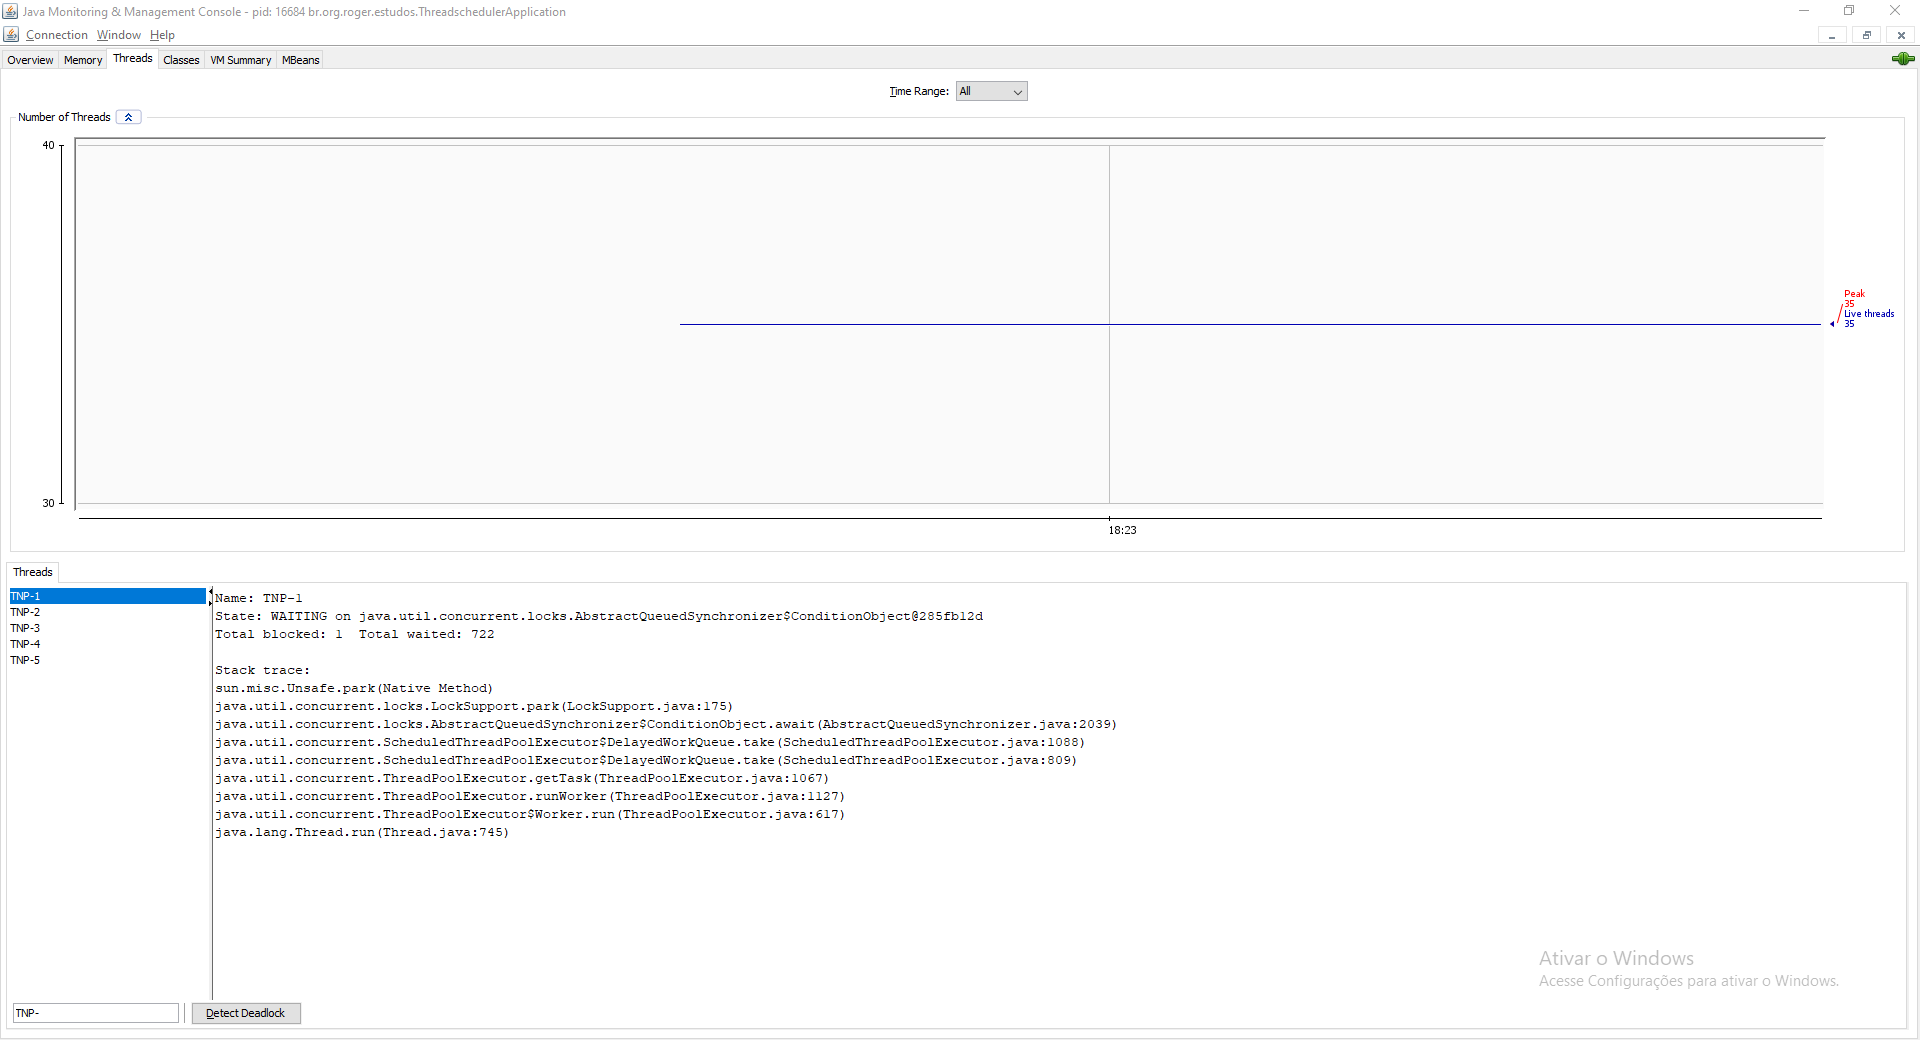 Java Monitoring & Management Console - pid: 16684 br.org.roger.estudos.ThreadschedulerApplication
Connection Window Help
Overview Memory Threads Classes VM Summary MBeans
Time Range: All
Number of Threads
40
Peak
35
Live threads
35
30
18:23
Threads
TNP-1
TNP-2
TNP-3
TNP-4
TNP-5
Name: TNP-1
State: WAITING on java.util.concurrent.locks.AbstractQueuedSynchronizer$ConditionObject@285fb12d
Total blocked: 1  Total waited: 722
Stack trace:
sun.misc.Unsafe.park(Native Method)
java.util.concurrent.locks.LockSupport.park(LockSupport.java:175)
java.util.concurrent.locks.AbstractQueuedSynchronizer$ConditionObject.await(AbstractQueuedSynchronizer.java:2039)
java.util.concurrent.ScheduledThreadPoolExecutor$DelayedWorkQueue.take(ScheduledThreadPoolExecutor.java:1088)
java.util.concurrent.ScheduledThreadPoolExecutor$DelayedWorkQueue.take(ScheduledThreadPoolExecutor.java:809)
java.util.concurrent.ThreadPoolExecutor.getTask(ThreadPoolExecutor.java:1067)
java.util.concurrent.ThreadPoolExecutor.runWorker(ThreadPoolExecutor.java:1127)
java.util.concurrent.ThreadPoolExecutor$Worker.run(ThreadPoolExecutor.java:617)
java.lang.Thread.run(Thread.java:745)
Ativar o Windows
Acesse Configurações para ativar o Windows.
TNP-
Detect Deadlock